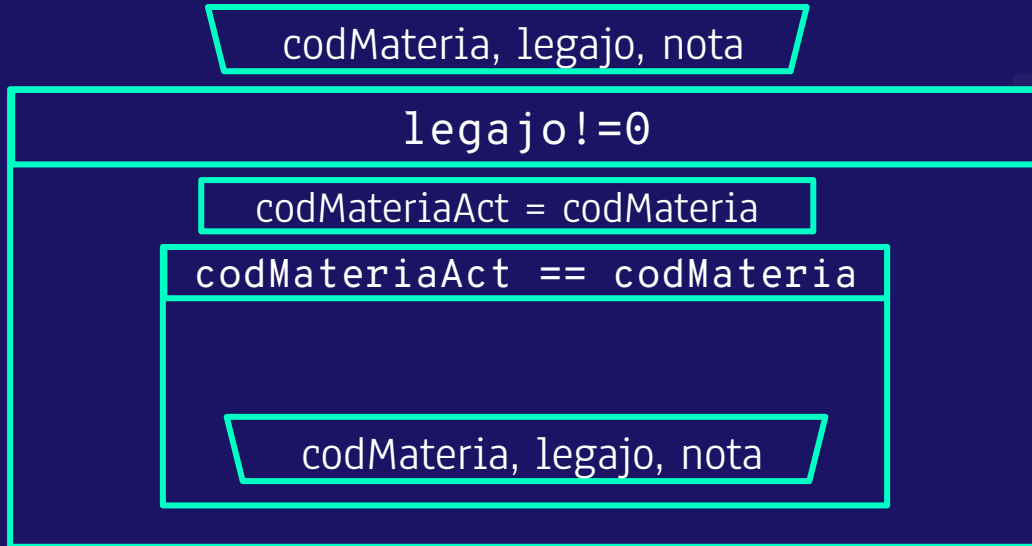 codMateria, legajo, nota
legajo!=0
codMateriaAct = codMateria
codMateriaAct == codMateria
codMateria, legajo, nota